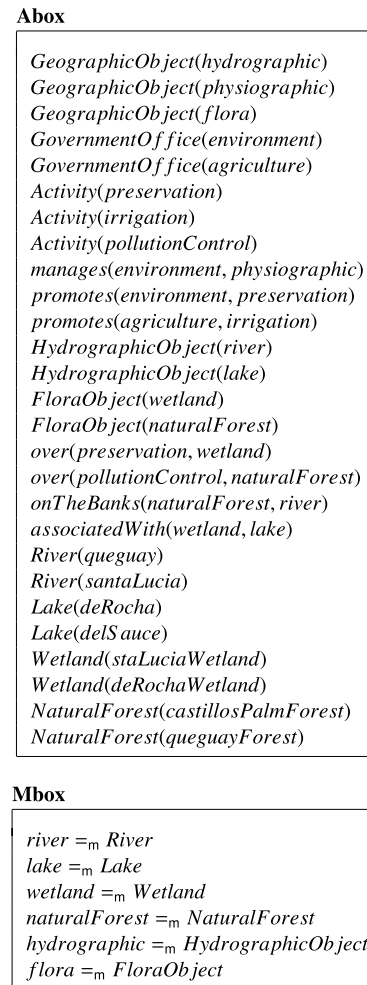 Abox
GeographicObject(hydrographic)
GeographicObject(physiographic)
GeographicObject(flora)
GovernmentOffice(environment)
GovernmentOffice(agriculture)
Activity(preservation)
Activity(irrigation)
Activity(pollutionControl)
manages(environment, physiographic)
promotes(environment, preservation)
promotes(agriculture, irrigation)
HydrographicObject(river)
HydrographicObject(lake)
FloraObject(wetland)
FloraObject(naturalForest)
over(preservation, wetland)
over(pollutionControl, naturalForest)
onTheBanks(naturalForest, river)
associatedWith(wetland, lake)
River(queguay)
River(santaLucia)
Lake(deRocha)
Lake(delSauce)
Wetland(staLuciaWetland)
Wetland(deRochaWetland)
NaturalForest(castillosPalmForest)
NaturalForest(queguayForest)
Mbox
river =m River
lake =m Lake
wetland =m Wetland
naturalForest =m NaturalForest
hydrographic =m HydrographicObject
flora =m FloraObject